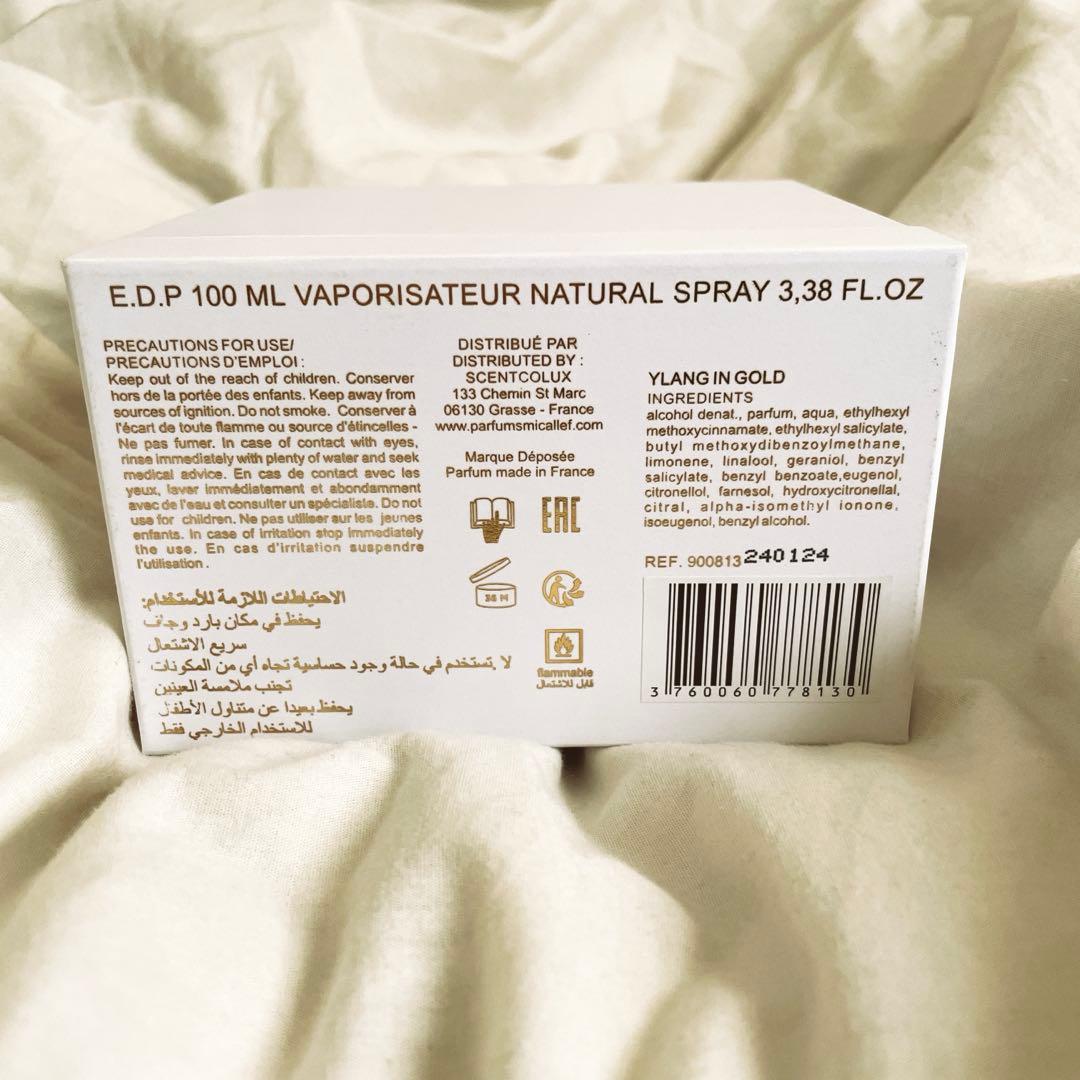 E.D.P 100 ML VAPORISATEUR NATURAL SPRAY 3,38 FL.OZ
PRECAUTIONS FOR USE/
PRECAUTIONS D'EMPLOI :
Keep out of the reach of children. Conserver
hors de la portée des enfants. Keep away from
sources of ignition. Do not smoke. Conserver à
l'écart de toute flamme ou source d'étincelles -
Ne pas fumer. In case of contact with eyes,
rinse immediately with plenty of water and seek
medical advice. En cas de contact avec les
yeux, laver immédiatement et abondamment
avec de l'eau et consulter un spécialiste. Do not
use for children. Ne pas utiliser sur les jeunes
enfants. In case of irritation stop immediately
the use. En cas d'irritation suspendre
l'utilisation.
الاحتياطات اللازمة للأستخدام:
يحفظ في مكان بارد وجاف
سريع الاشتعال
لا يستخدم في حالة وجود حساسية تجاه أي من المكونات
تجنب ملامسة العينين
يحفظ بعيدا عن متناول الأطفال
للاستخدام الخارجي فقط
DISTRIBUÉ PAR
DISTRIBUTED BY :
SCENTCOLUX
133 Chemin St Marc
06130 Grasse - France
www.parfumsmicallef.com
Marque Déposée
Parfum made in France
EAC
36 M
flammable
قابل للاشتعال
YLANG IN GOLD
INGREDIENTS
alcohol denat., parfum, aqua, ethylhexyl
methoxycinnamate, ethylhexyl salicylate,
butyl methoxydibenzoylmethane,
limonene, linalool, geraniol, benzyl
salicylate, benzyl benzoate,eugenol,
citronellol, farnesol, hydroxycitronellal,
citral, alpha-isomethyl ionone,
isoeugenol, benzyl alcohol.
REF. 900813 240124
3 760060 778130